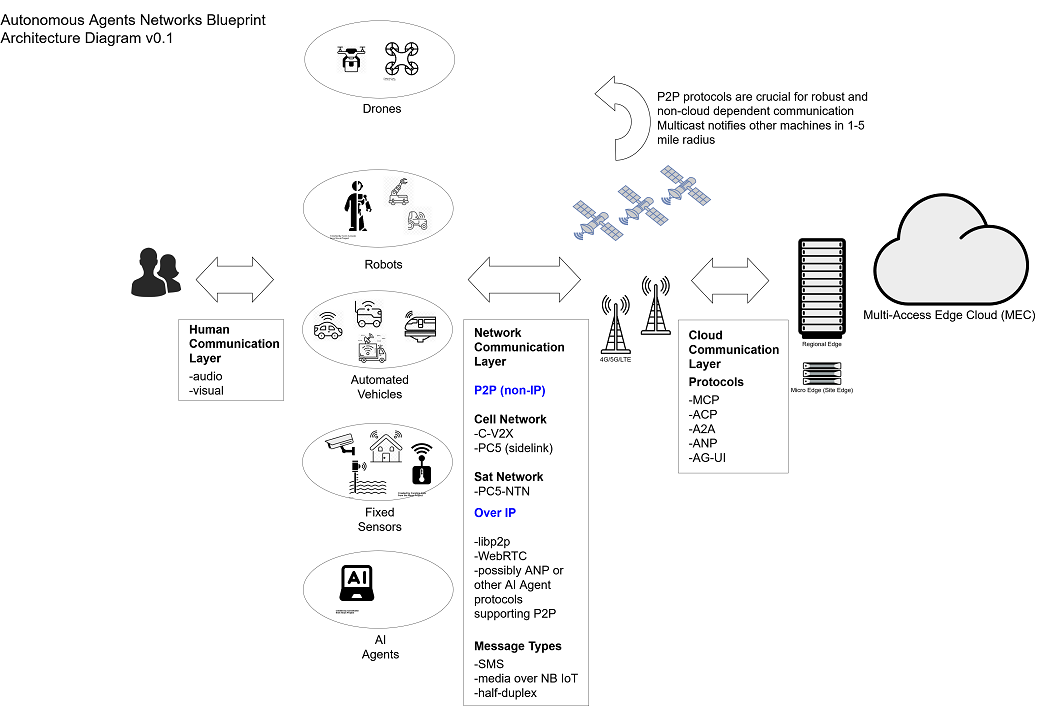 Autonomous Agents Networks Blueprint
Architecture Diagram v0.1
Drones
P2P protocols are crucial for robust and
non-cloud dependent communication
Multicast notifies other machines in 1-5
mile radius
Robots
Human
Communication
Layer
-audio
-visual
Automated
Vehicles
Fixed
Sensors
AI
AI
Agents
Network
Communication
Layer
P2P (non-IP)
Cell Network
-C-V2X
-PC5 (sidelink)
Sat Network
-PC5-NTN
Over IP
-libp2p
-WebRTC
-possibly ANP or
other AI Agent
protocols
supporting P2P
Message Types
-SMS
-media over NB IoT
-half-duplex
4G/5G/LTE
Cloud
Communication
Layer
Protocols
-MCP
-ACP
-A2A
-ANP
-AG-UI
Regional Edge
Micro Edge (Site Edge)
Multi-Access Edge Cloud (MEC)